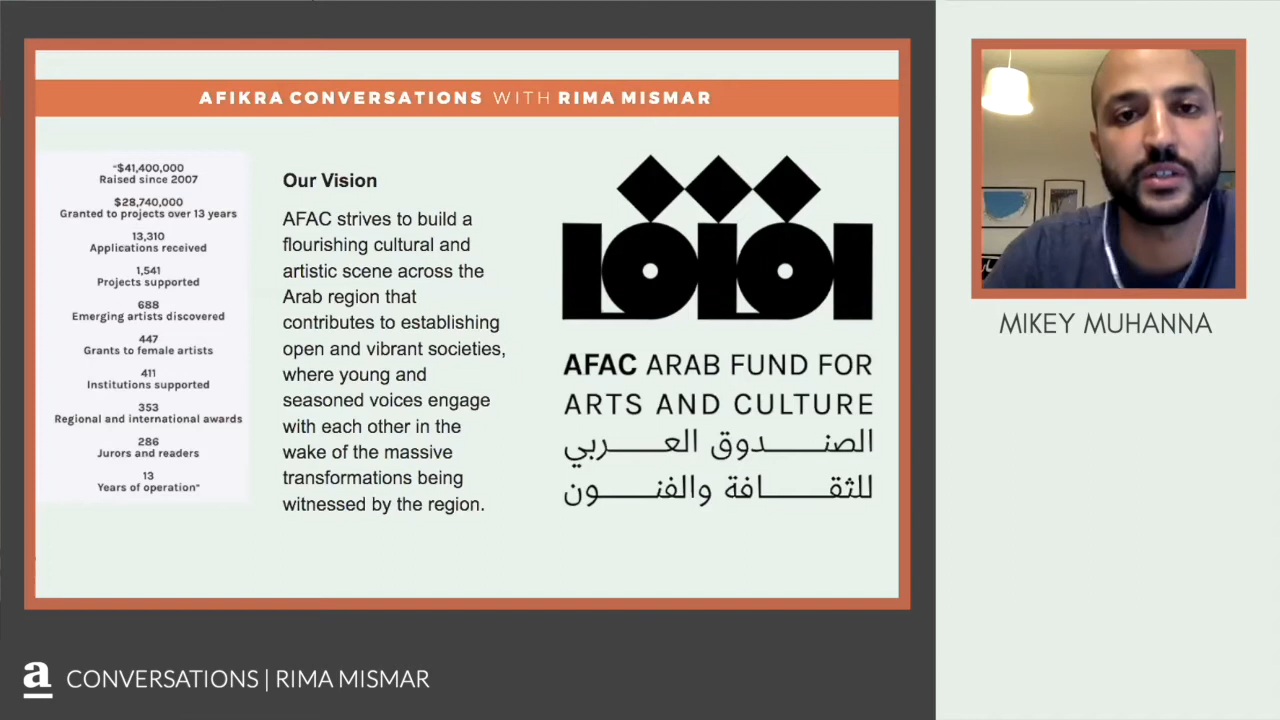 AFIKRA CONVERSATIONS WITH RIMA MISMAR
"$41,400,000
Raised since 2007
$28,740,000
Granted to projects over 13 years
13,310
Applications received
1,541
Projects supported
688
Emerging artists discovered
447
Grants to female artists
411
Institutions supported
353
Regional and international awards
286
Jurors and readers
13
Years of operation"
Our Vision
AFAC strives to build a
flourishing cultural and
artistic scene across the
Arab region that
contributes to establishing
open and vibrant societies,
where young and
seasoned voices engage
with each other in the
wake of the massive
transformations being
witnessed by the region.
AFAC ARAB FUND FOR
ARTS AND CULTURE
الصنـــدوق العـــربي
للثقـــافة والفنـــون
MIKEY MUHANNA
a CONVERSATIONS | RIMA MISMAR